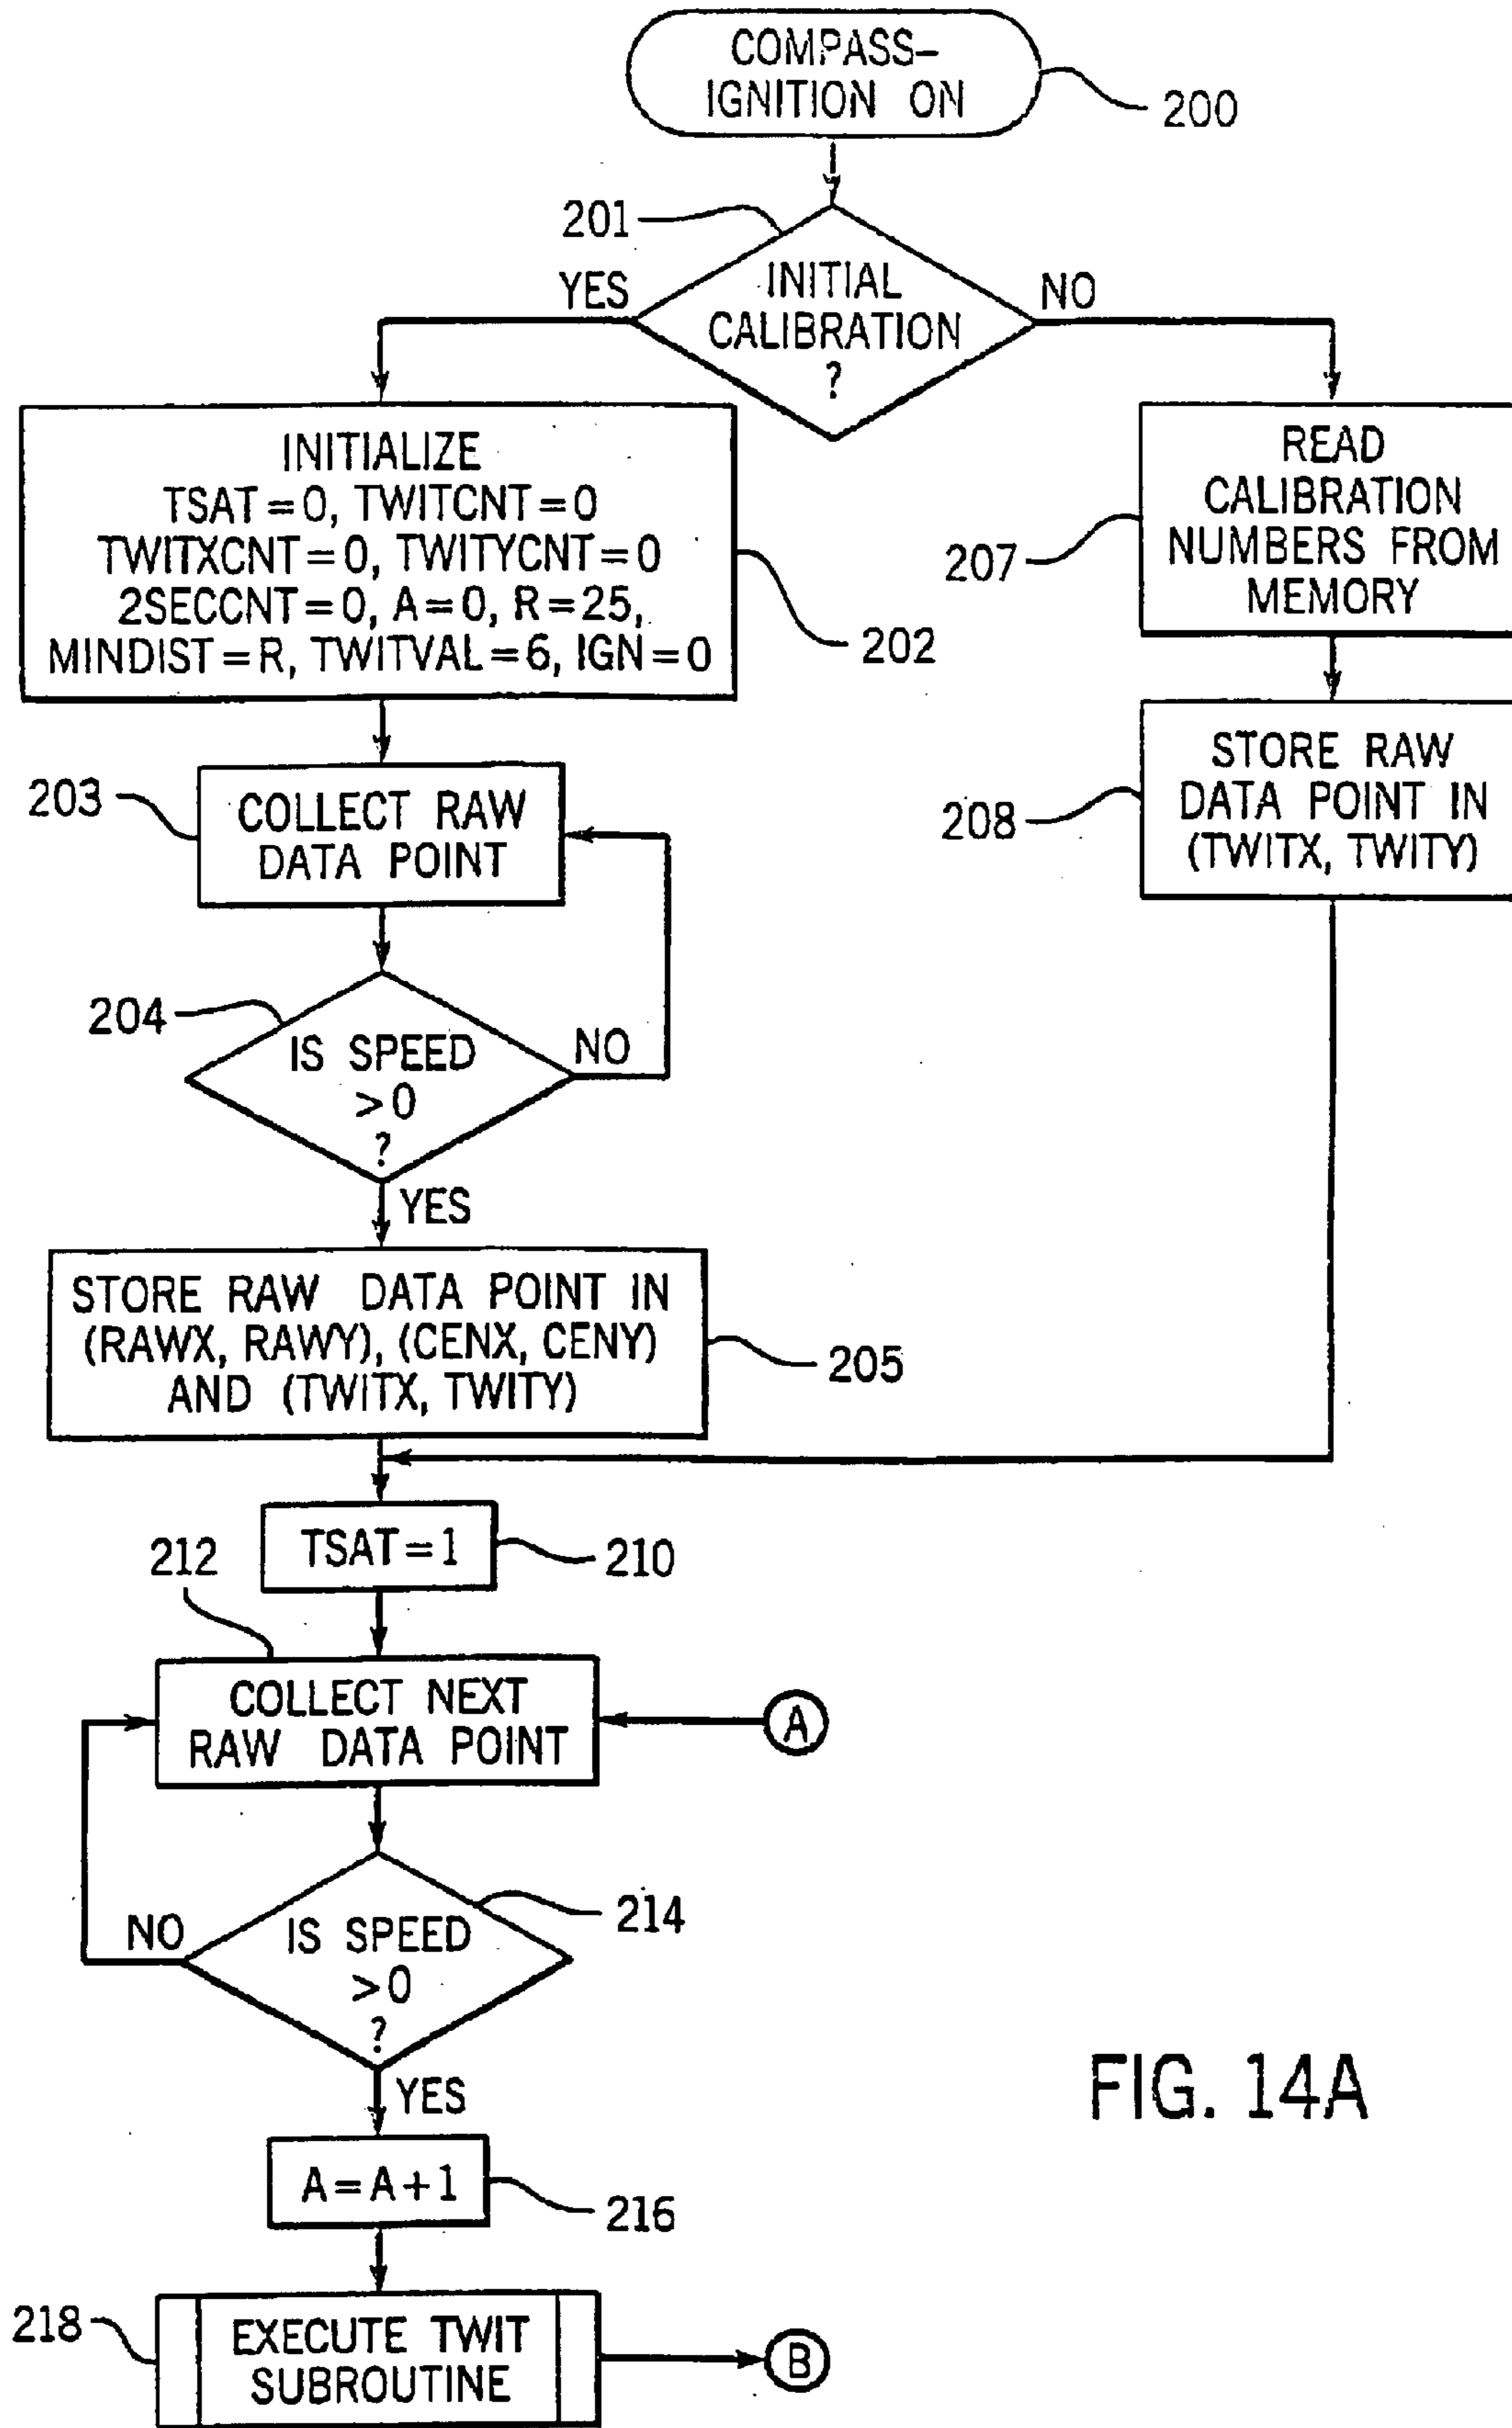 COMPASS-
IGNITION ON
200
201
YES
INITIAL
CALIBRATION
?
NO
INITIALIZE
TSAT=0, TWITCNT=0
TWITXCNT=0, TWITYCNT=0
2SECCNT=0, A=0, R=25,
MINDIST=R, TWITVAL=6, IGN=0
202
READ
CALIBRATION
NUMBERS FROM
MEMORY
207
203
COLLECT RAW
DATA POINT
STORE RAW
DATA POINT IN
(TWITX, TWITY)
208
204
IS SPEED
>0
?
NO
YES
STORE RAW DATA POINT IN
(RAWX, RAWY), (CENX, CENY)
AND (TWITX, TWITY)
205
TSAT=1
210
212
COLLECT NEXT
RAW DATA POINT
A
NO
IS SPEED
>0
?
214
YES
A=A+1
216
218
EXECUTE TWIT
SUBROUTINE
B
FIG. 14A